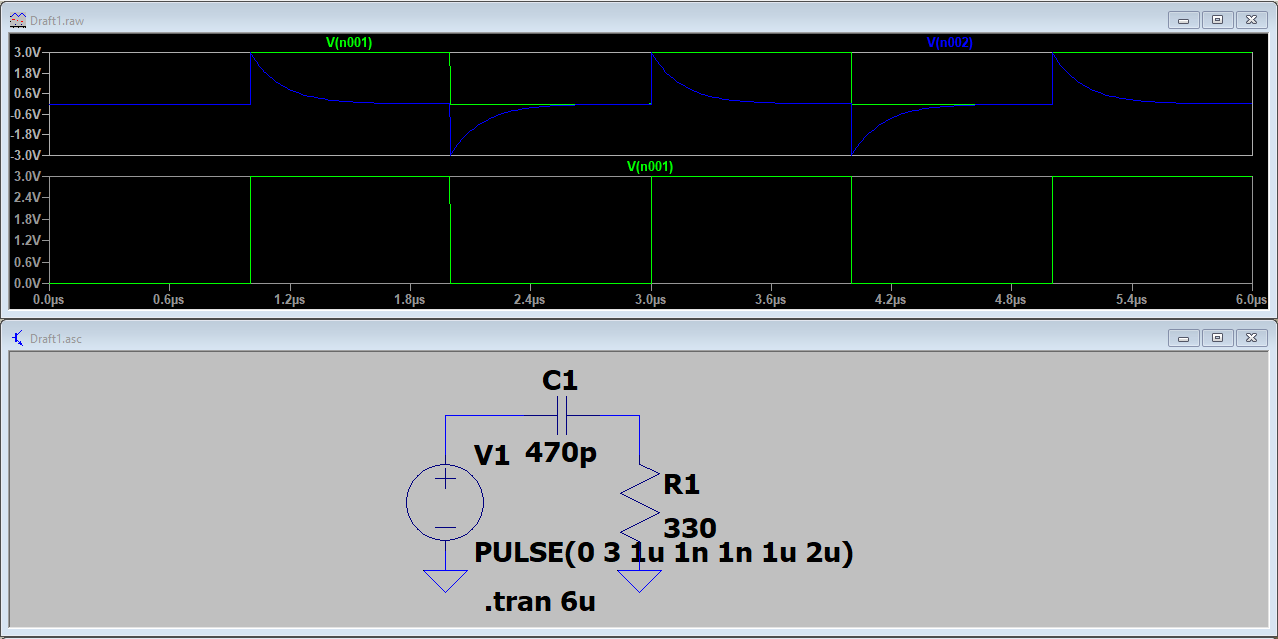 Draft1.raw
V(n001) V(n002)
3.0V
1.8V
0.6V
-0.6V
-1.8V
-3.0V
V(n001)
3.0V
2.4V
1.8V
1.2V
0.6V
0.0V
0.0µs 0.6µs 1.2µs 1.8µs 2.4µs 3.0µs 3.6µs 4.2µs 4.8µs 5.4µs 6.0µs
Draft1.asc
C1
V1 470p
R1
330
PULSE(0 3 1u 1n 1n 1u 2u)
.tran 6u